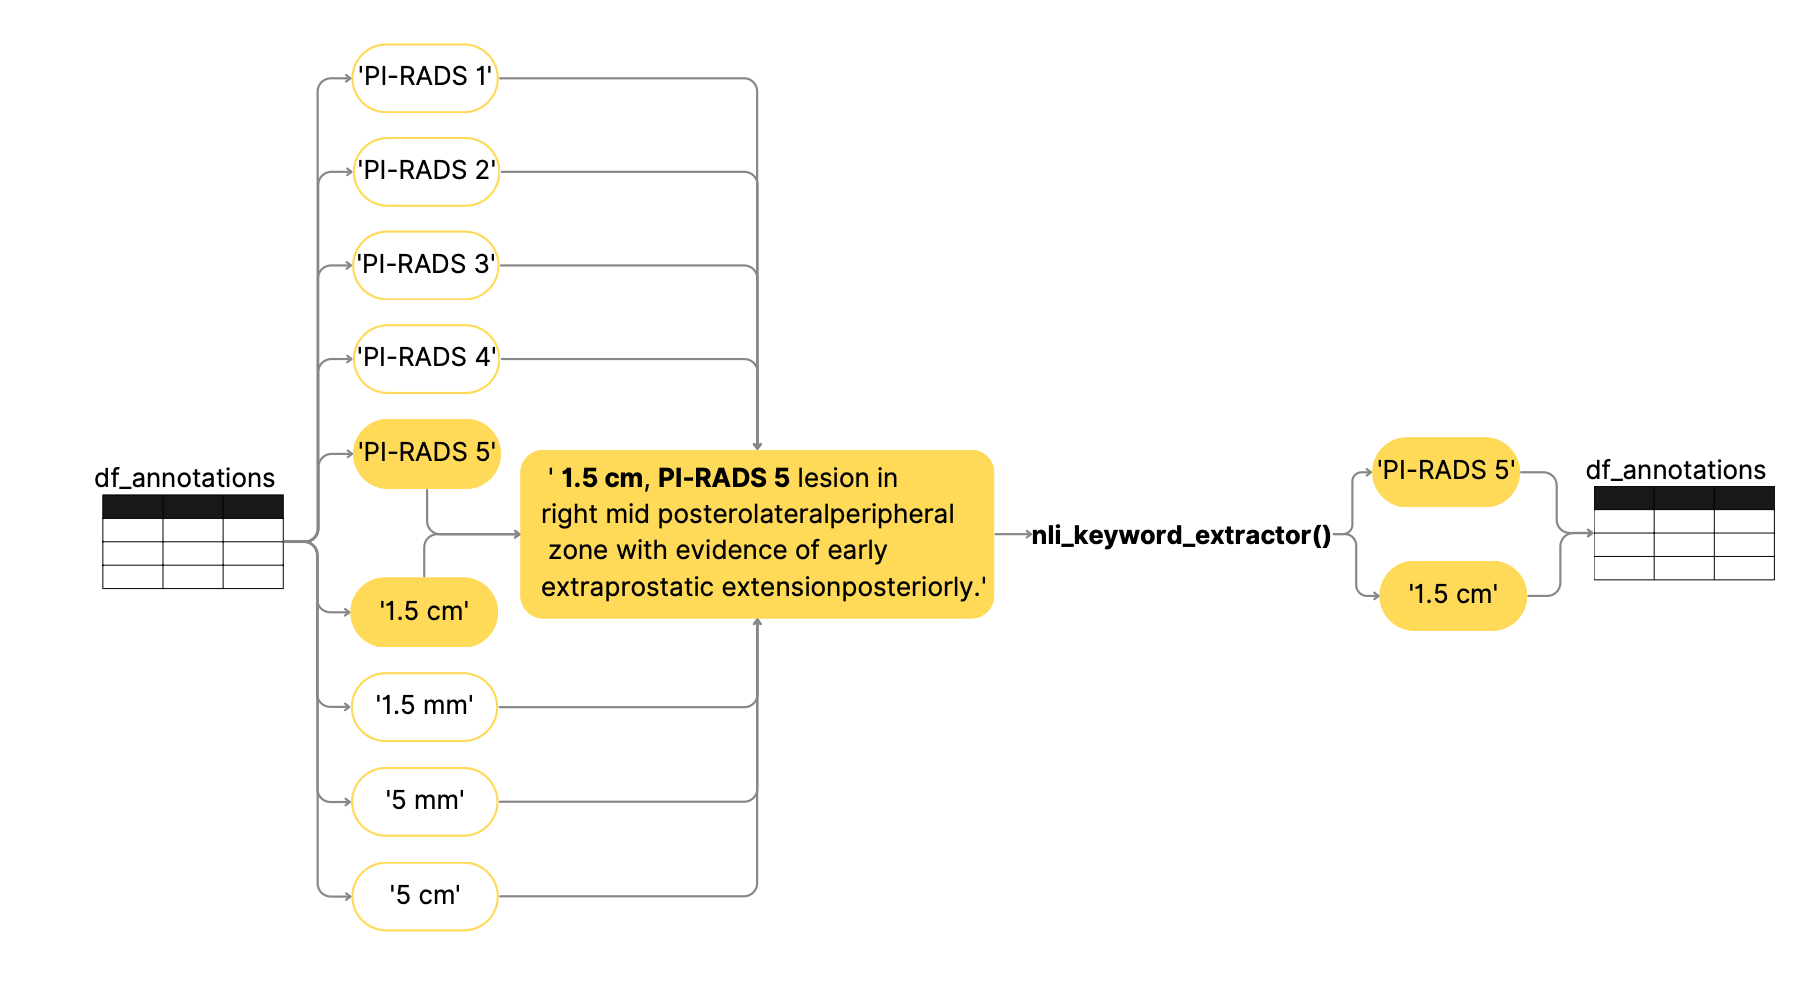 df_annotations
'PI-RADS 1'
'PI-RADS 2'
'PI-RADS 3'
'PI-RADS 4'
'PI-RADS 5'
'1.5 cm'
'1.5 mm'
'5 mm'
'5 cm'
' 1.5 cm, PI-RADS 5 lesion in
right mid posterolateralperipheral
zone with evidence of early
extraprostatic extensionposteriorly.'
nli_keyword_extractor()
'PI-RADS 5'
'1.5 cm'
df_annotations